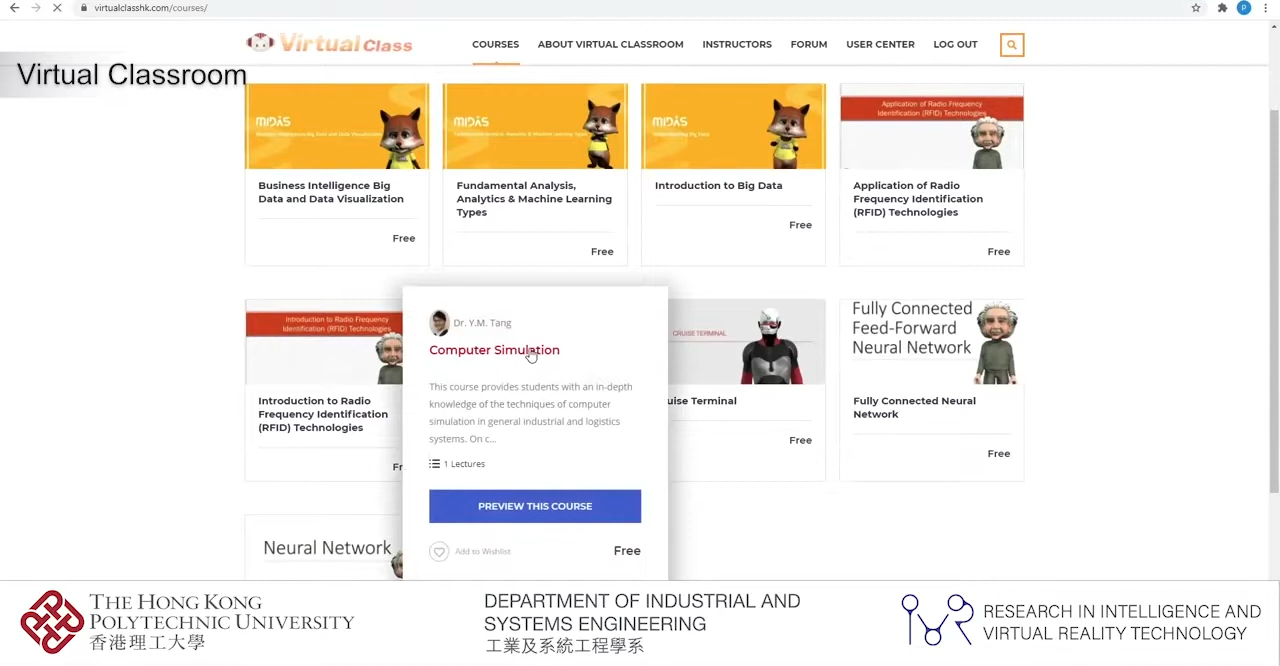 virtualclasshk.com/courses/
P
Virtual Class
COURSES
ABOUT VIRTUAL CLASSROOM
INSTRUCTORS
FORUM
USER CENTER
LOG OUT
Virtual Classroom
MIDAS
Business Intelligence Big
Data and Data Visualization
Free
MIDAS
Fundamental Analysis,
Analytics & Machine Learning
Types
Free
MIDAS
Introduction to Big Data
Free
Application of Radio Frequency
Identification (RFID) Technologies
Application of Radio
Frequency Identification
(RFID) Technologies
Free
Introduction to Radio Frequency
Identification (RFID) Technologies
Introduction to Radio
Frequency Identification
(RFID) Technologies
Fr
Dr. Y.M. Tang
Computer Simulation
This course provides students with an in-depth
knowledge of the techniques of computer
simulation in general industrial and logistics
systems. On c...
1 Lectures
PREVIEW THIS COURSE
Add to Wishlist
Free
CRUISE TERMINAL
uise Terminal
Free
Fully Connected
Feed-Forward
Neural Network
Fully Connected Neural
Network
Free
Neural Network
THE HONG KONG
POLYTECHNIC UNIVERSITY
香港理工大學
DEPARTMENT OF INDUSTRIAL AND
SYSTEMS ENGINEERING
工業及系統工程學系
RESEARCH IN INTELLIGENCE AND
VIRTUAL REALITY TECHNOLOGY